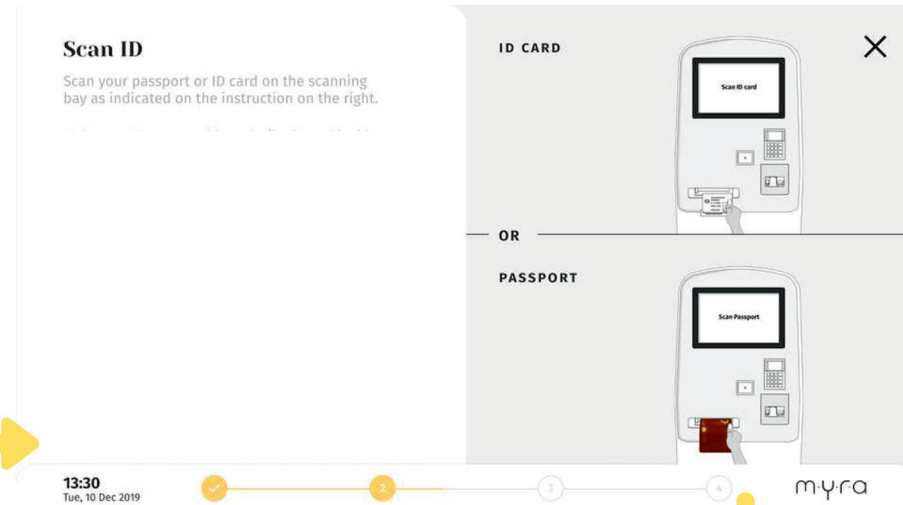 Scan ID
Scan your passport or ID card on the scanning
bay as indicated on the instruction on the right.
ID CARD
Scan ID card
OR
PASSPORT
Scan Passport
13:30
Tue, 10 Dec 2019
2
3
4
myra